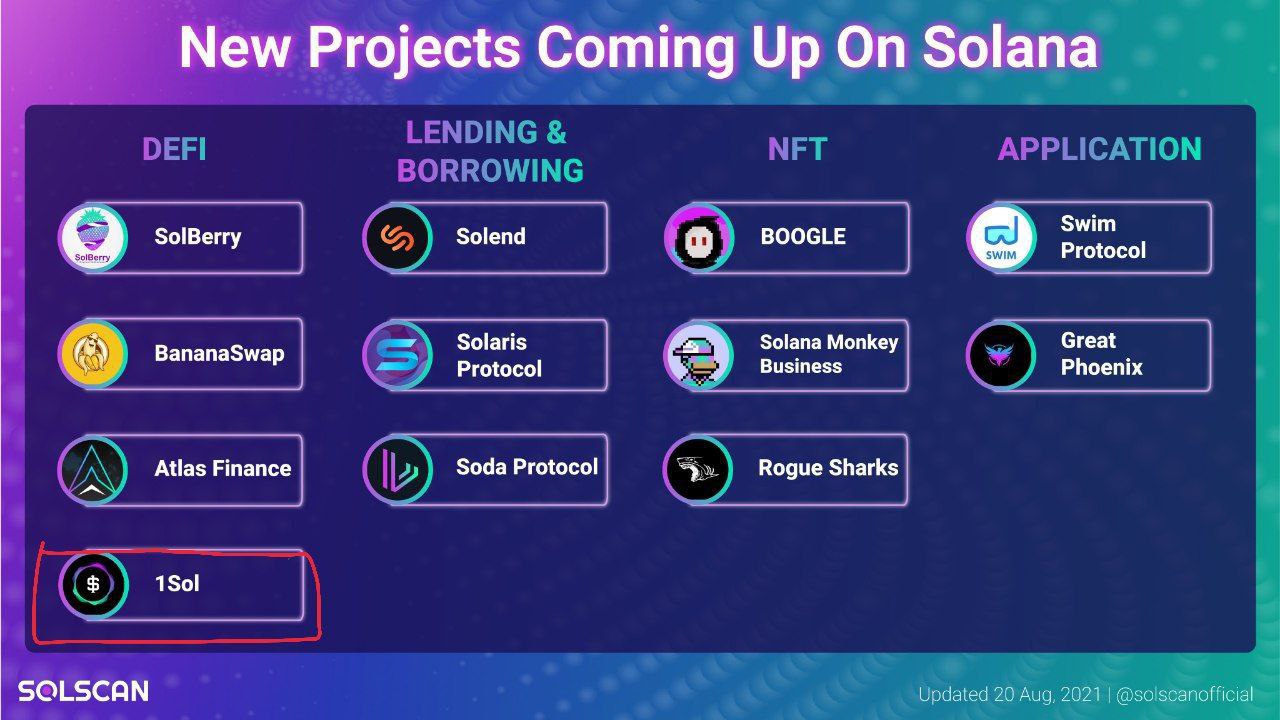 New Projects Coming Up On Solana
DEFI
SolBerry
SolBerry
BananaSwap
Atlas Finance
$
1Sol
LENDING &
BORROWING
Solend
Solaris
Protocol
Soda Protocol
NFT
BOOGLE
Solana Monkey
Business
Rogue Sharks
APPLICATION
SWIM
Swim
Protocol
Great
Phoenix
SOLSCAN
Updated 20 Aug, 2021 | @solscanofficial